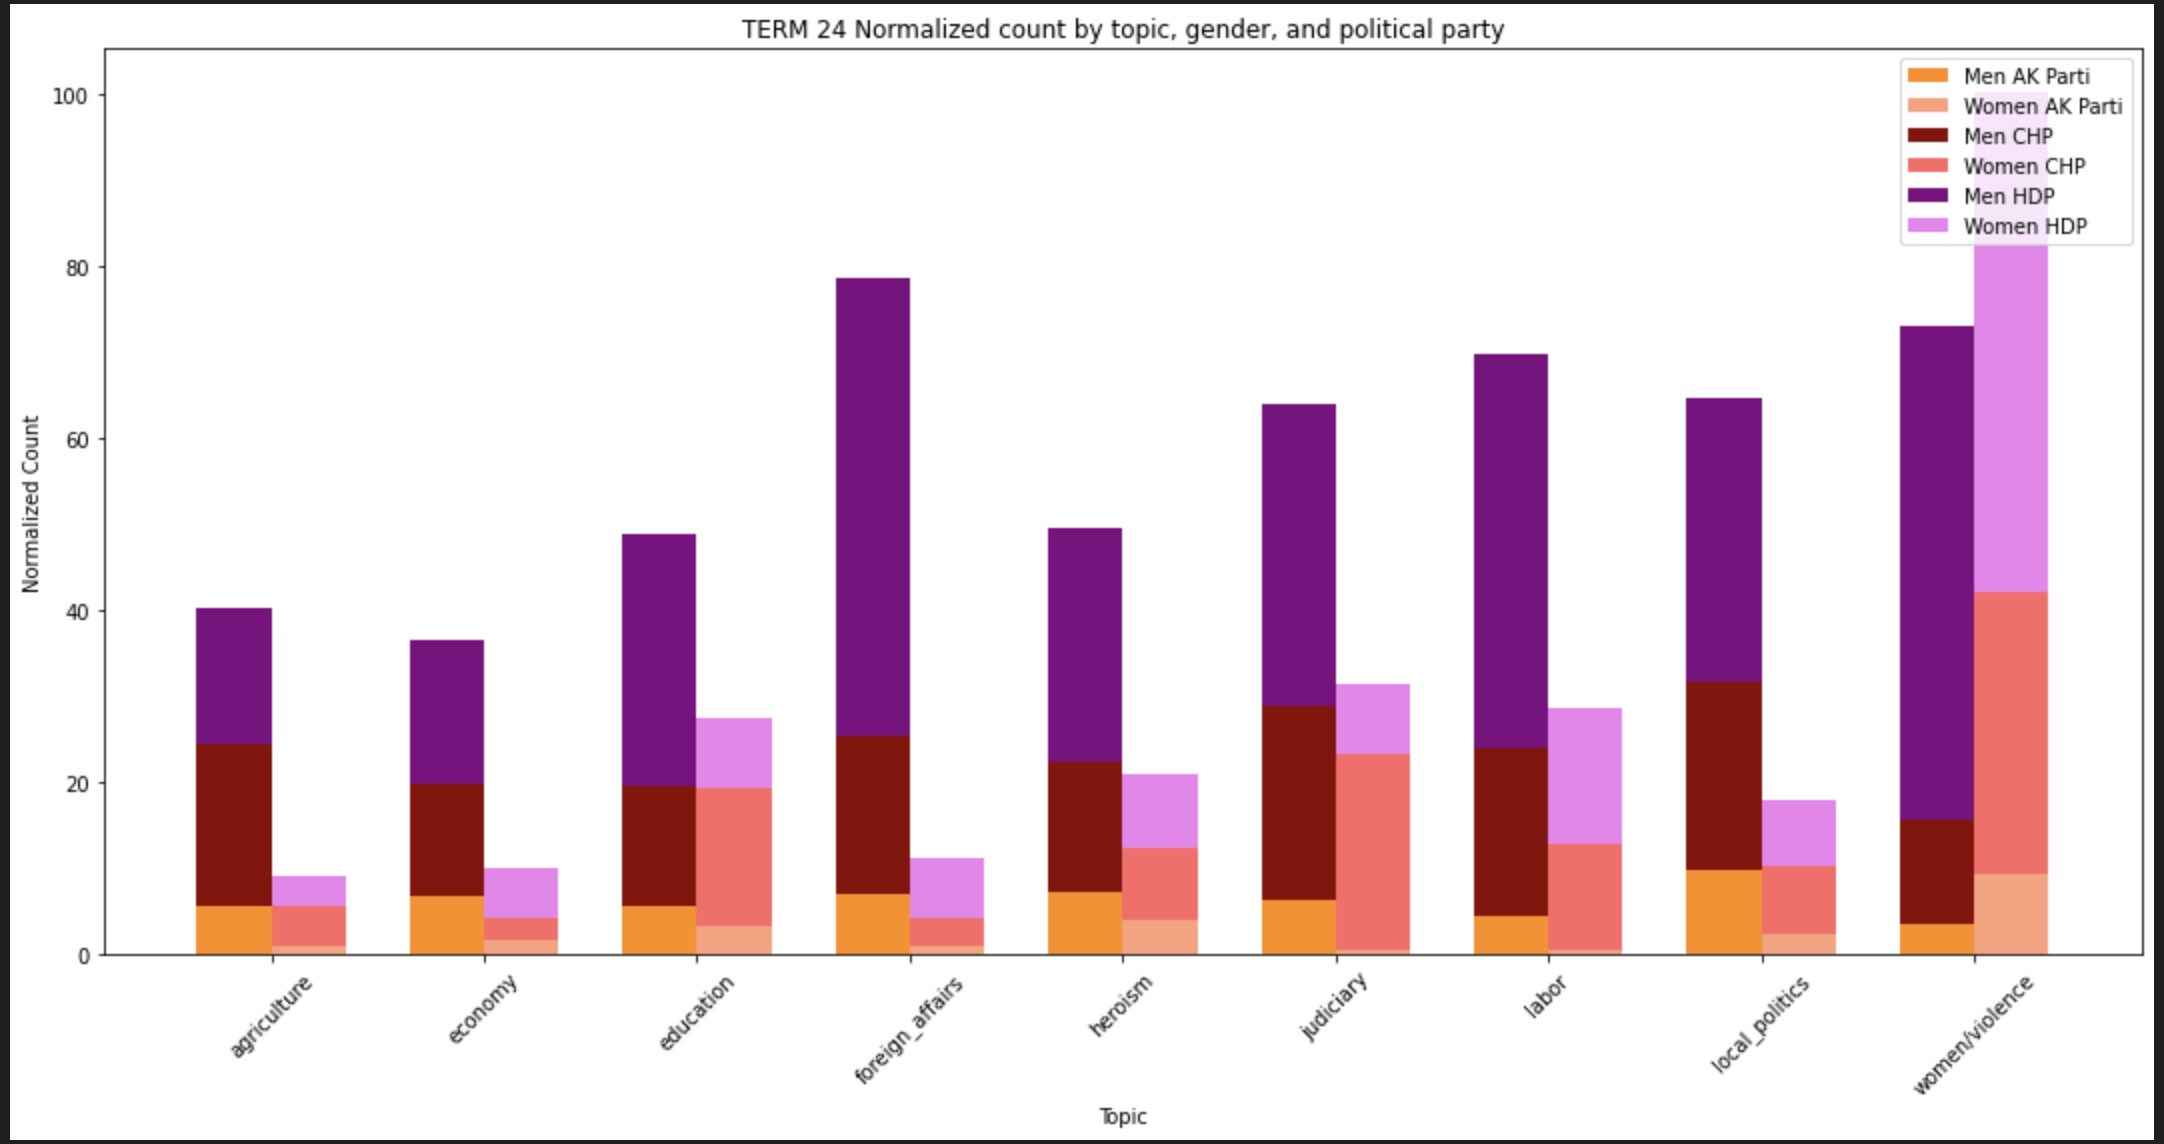 TERM 24 Normalized count by topic, gender, and political party
Men AK Parti
Women AK Parti
Men CHP
Women CHP
Men HDP
Women HDP
100
80
60
40
20
0
Normalized Count
agriculture
economy
education
foreign_affairs
heroism
judiciary
labor
local_politics
women/violence
Topic